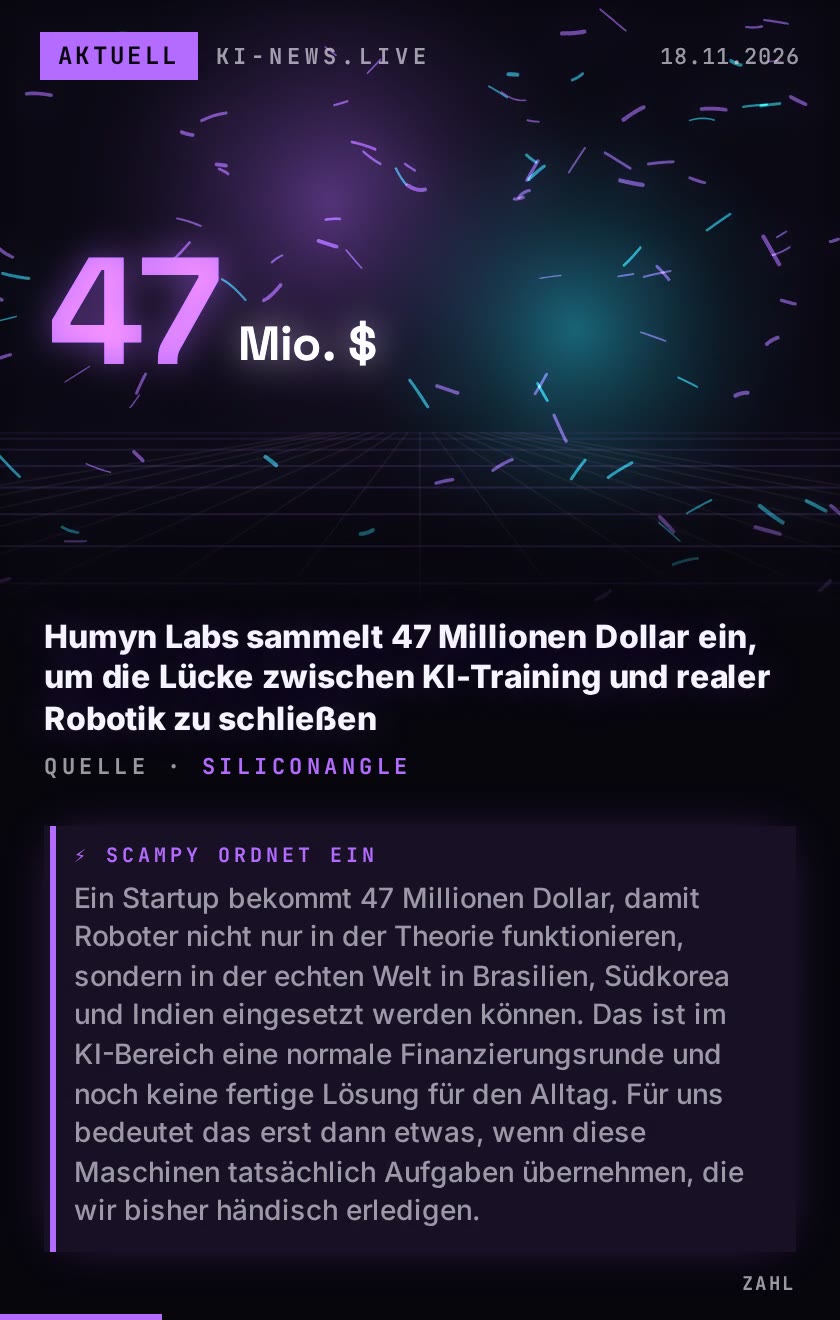 AKTUELL KI-NEWS.LIVE 18.11.2026
47 Mio. $
Humyn Labs sammelt 47 Millionen Dollar ein,
um die Lücke zwischen KI-Training und realer
Robotik zu schließen
QUELLE · SILICONANGLE
⚡ SCAMPY ORDNET EIN
Ein Startup bekommt 47 Millionen Dollar, damit
Roboter nicht nur in der Theorie funktionieren,
sondern in der echten Welt in Brasilien, Südkorea
und Indien eingesetzt werden können. Das ist im
KI-Bereich eine normale Finanzierungsrunde und
noch keine fertige Lösung für den Alltag. Für uns
bedeutet das erst dann etwas, wenn diese
Maschinen tatsächlich Aufgaben übernehmen, die
wir bisher händisch erledigen.
ZAHL